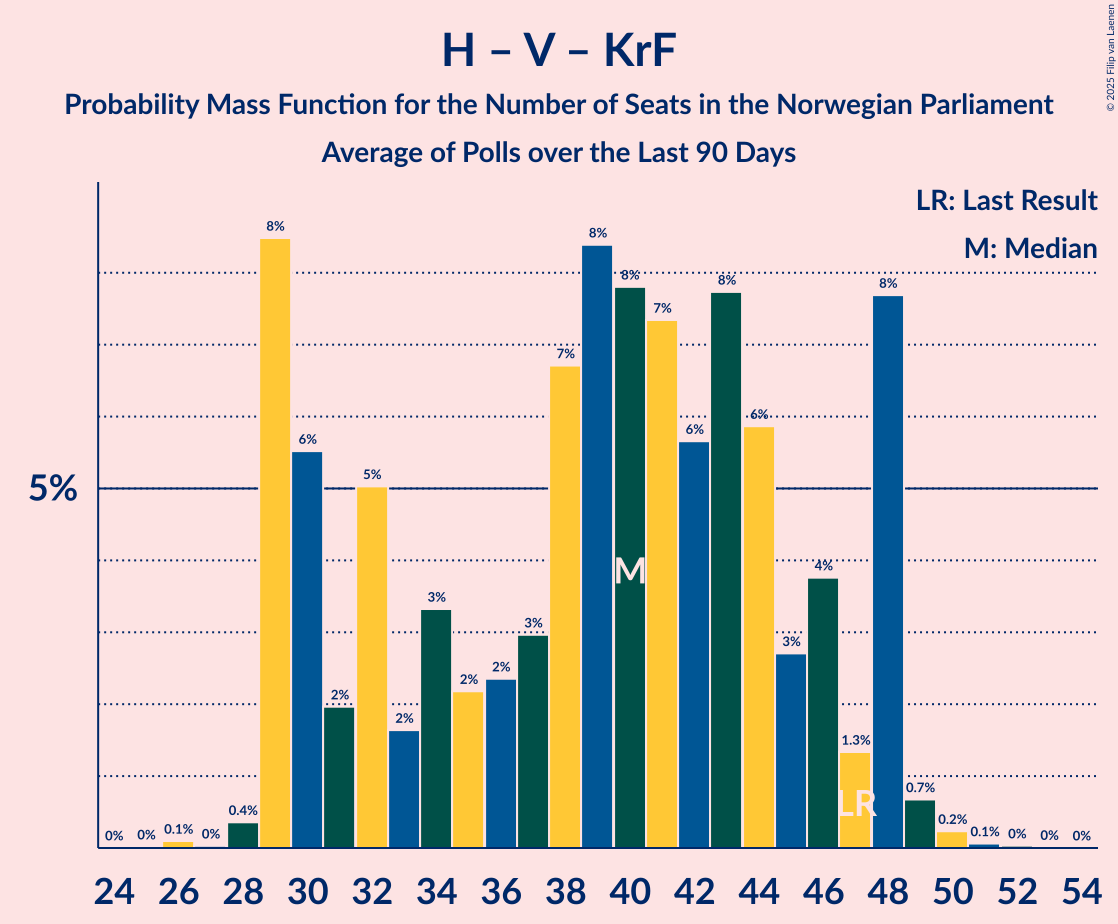 H – V – KrF
Probability Mass Function for the Number of Seats in the Norwegian Parliament
Average of Polls over the Last 90 Days
© 2025 Filip van Laenen
LR: Last Result
M: Median
5%
0% 0% 0.1% 0% 0.4% 8% 6% 2% 5% 2% 3% 2% 2% 3% 7% 8% 8% 7% 6% 8% 6% 3% 4% 1.3% 8% 0.7% 0.2% 0.1% 0% 0% 0%
M
LR
24 26 28 30 32 34 36 38 40 42 44 46 48 50 52 54